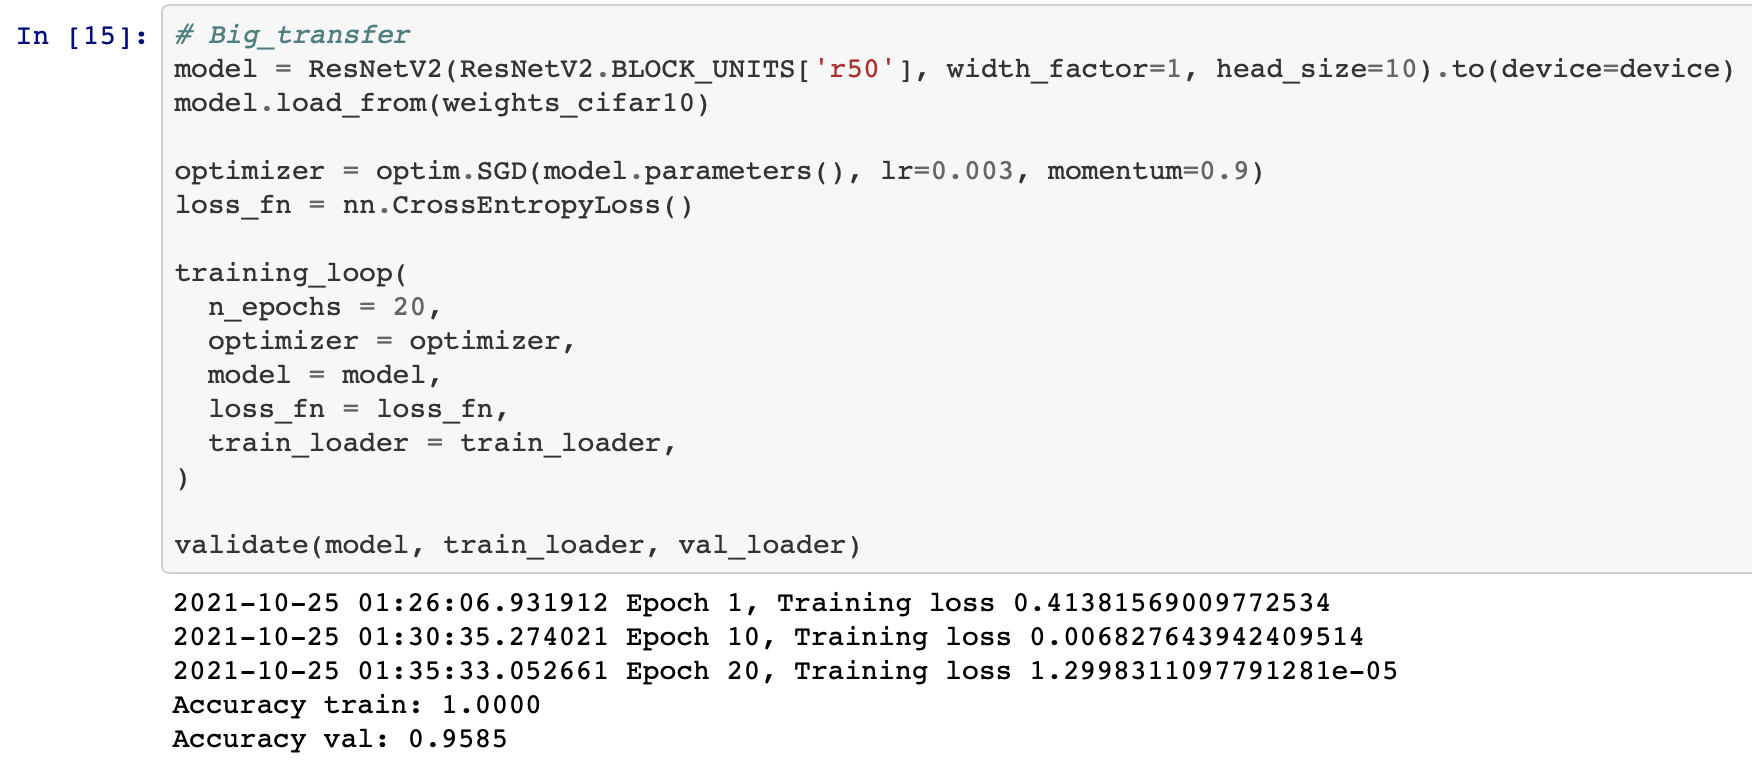 In [15]: # Big_transfer
model = ResNetV2(ResNetV2.BLOCK_UNITS['r50'], width_factor=1, head_size=10).to(device=device)
model.load_from(weights_cifar10)

optimizer = optim.SGD(model.parameters(), lr=0.003, momentum=0.9)
loss_fn = nn.CrossEntropyLoss()

training_loop(
  n_epochs = 20,
  optimizer = optimizer,
  model = model,
  loss_fn = loss_fn,
  train_loader = train_loader,
)

validate(model, train_loader, val_loader)
2021-10-25 01:26:06.931912 Epoch 1, Training loss 0.41381569009772534
2021-10-25 01:30:35.274021 Epoch 10, Training loss 0.006827643942409514
2021-10-25 01:35:33.052661 Epoch 20, Training loss 1.2998311097791281e-05
Accuracy train: 1.0000
Accuracy val: 0.9585